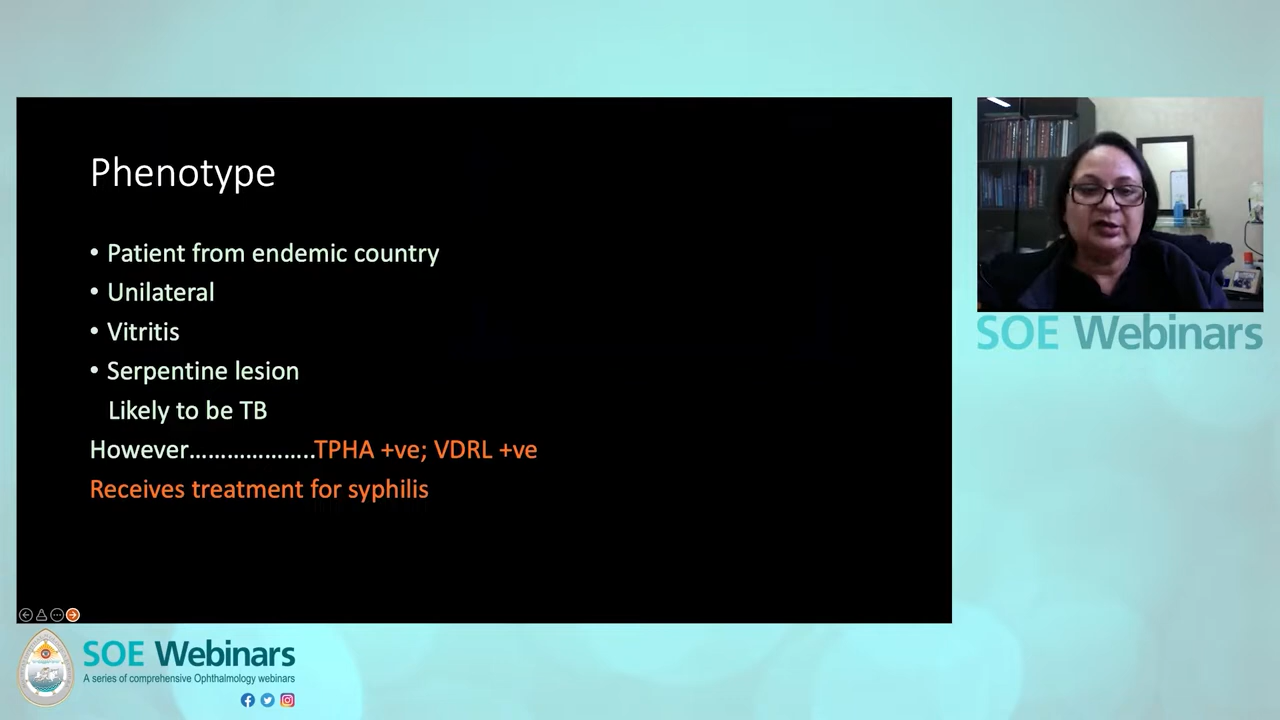 Phenotype
• Patient from endemic country
• Unilateral
• Vitritis
• Serpentine lesion
Likely to be TB
However………………..TPHA +ve; VDRL +ve
Receives treatment for syphilis
SOE Webinars
SOE Webinars
A series of comprehensive Ophthalmology webinars